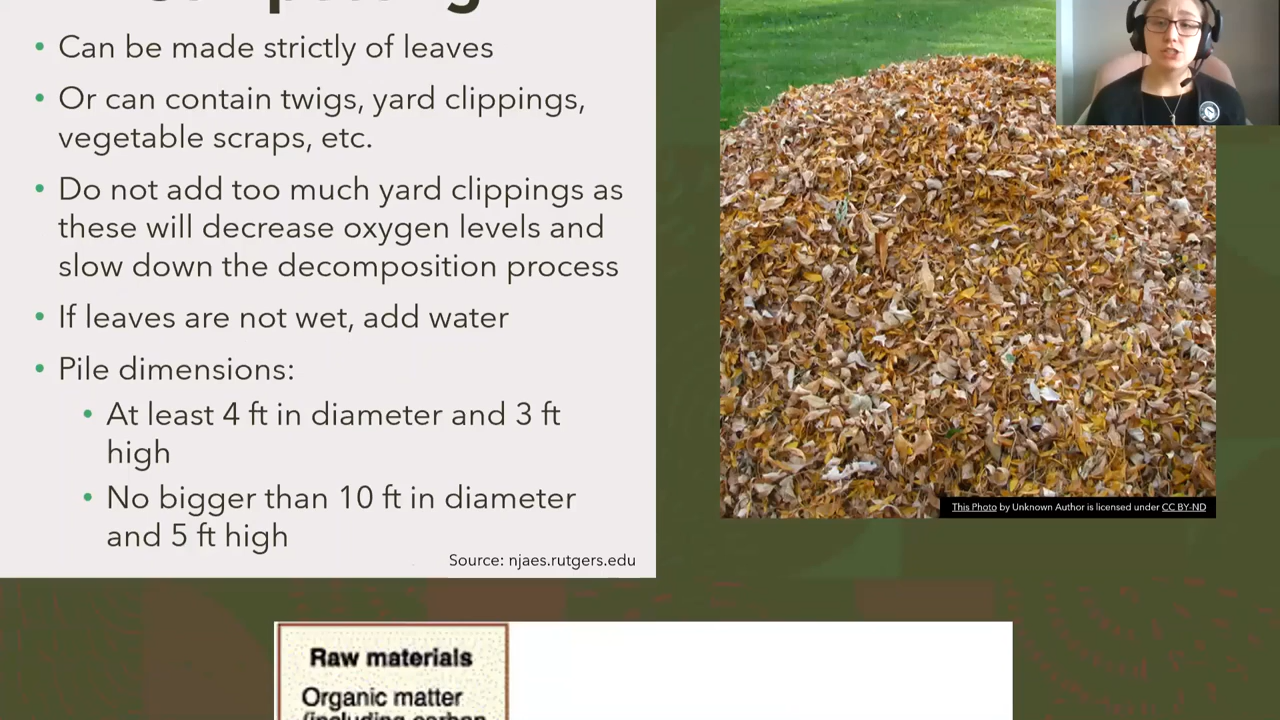 • Can be made strictly of leaves
• Or can contain twigs, yard clippings,
vegetable scraps, etc.
• Do not add too much yard clippings as
these will decrease oxygen levels and
slow down the decomposition process
• If leaves are not wet, add water
• Pile dimensions:
• At least 4 ft in diameter and 3 ft
high
• No bigger than 10 ft in diameter
and 5 ft high
Source: njaes.rutgers.edu
This Photo by Unknown Author is licensed under CC BY-ND
Raw materials
Organic matter
(including carbon